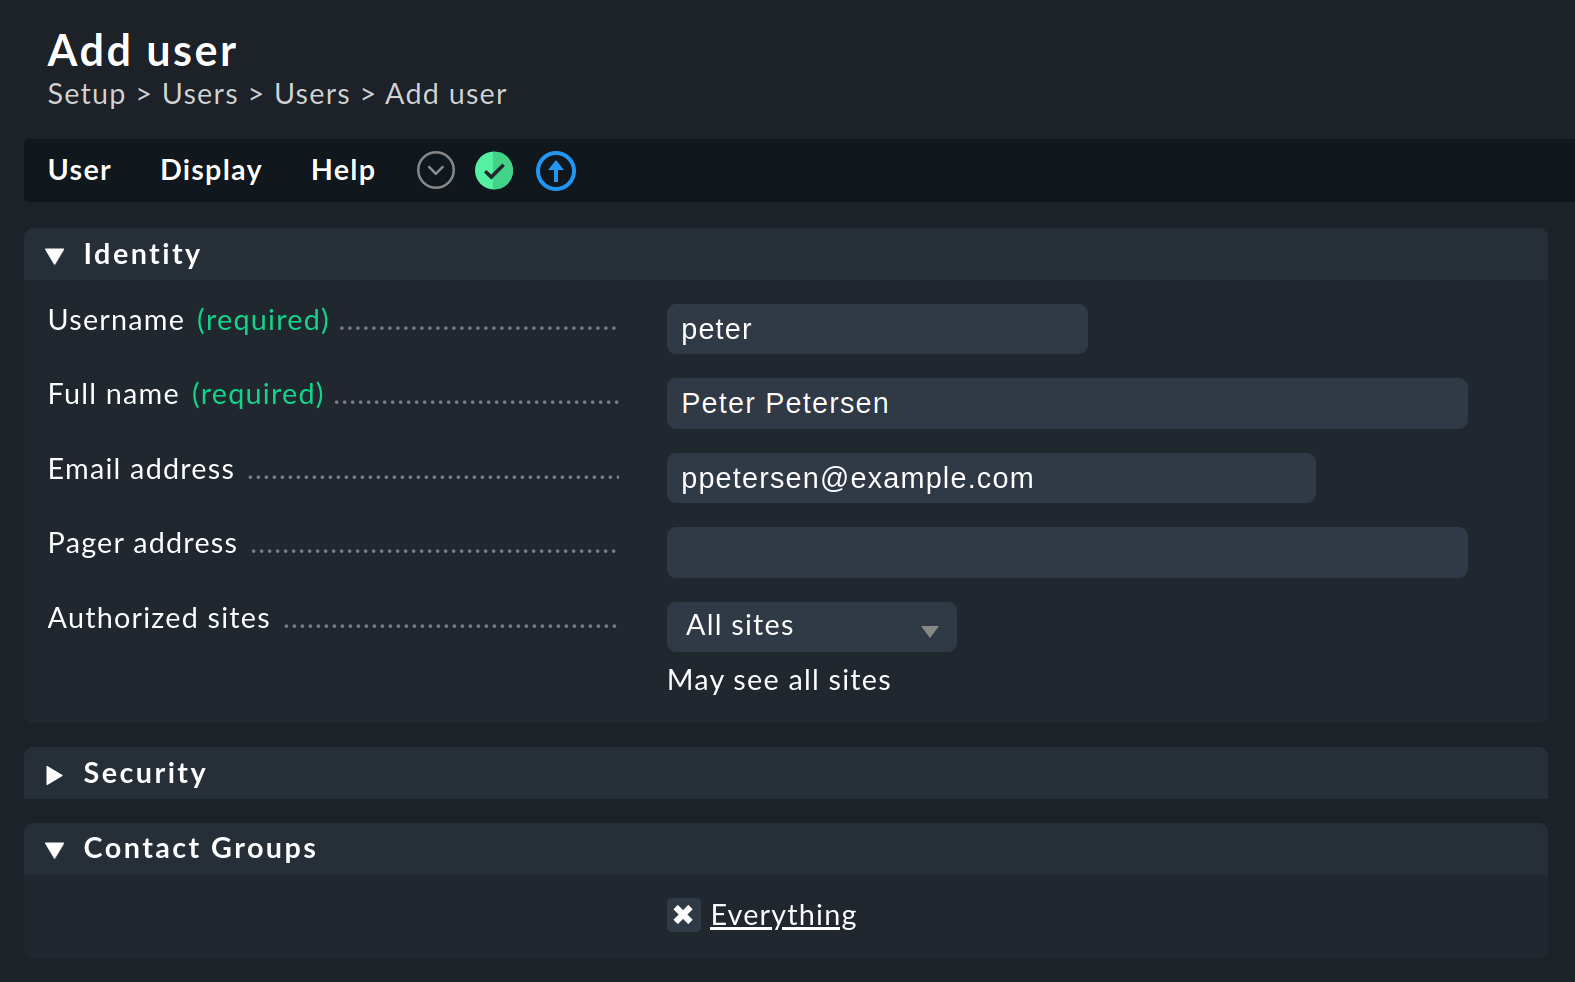 Add user
Setup > Users > Users > Add user
User Display Help
Identity
Username (required) peter
Full name (required) Peter Petersen
Email address ppetersen@example.com
Pager address
Authorized sites All sites
May see all sites
Security
Contact Groups
Everything